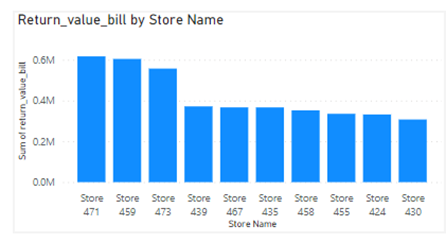 Return_value_bill by Store Name
Sum of return_value_bill
0.6M
0.4M
0.2M
0.0M
Store Store Store Store Store Store Store Store Store Store
471 459 473 439 467 435 458 455 424 430
Store Name